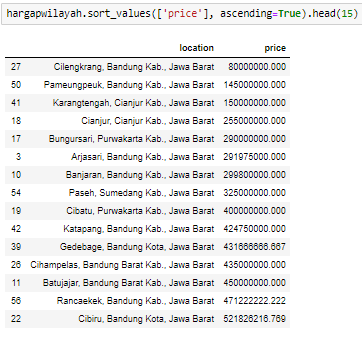 hargapwilayah.sort_values(['price'], ascending=True).head(15)
location price
27 Cilengkrang, Bandung Kab., Jawa Barat 80000000.000
50 Pameungpeuk, Bandung Kab., Jawa Barat 145000000.000
41 Karangtengah, Cianjur Kab., Jawa Barat 150000000.000
18 Cianjur, Cianjur Kab., Jawa Barat 265000000.000
17 Bungursari, Purwakarta Kab., Jawa Barat 290000000.000
3 Arjasari, Bandung Kab., Jawa Barat 291975000.000
10 Banjaran, Bandung Kab., Jawa Barat 299800000.000
54 Paseh, Sumedang Kab., Jawa Barat 325000000.000
19 Cibatu, Purwakarta Kab., Jawa Barat 400000000.000
42 Katapang, Bandung Kab., Jawa Barat 424750000.000
39 Gedebage, Bandung Kota, Jawa Barat 431666666.667
26 Cihampelas, Bandung Barat Kab., Jawa Barat 435000000.000
11 Batujajar, Bandung Barat Kab., Jawa Barat 450000000.000
56 Rancaekek, Bandung Kab., Jawa Barat 471222222.222
22 Cibiru, Bandung Kota, Jawa Barat 521826216.769